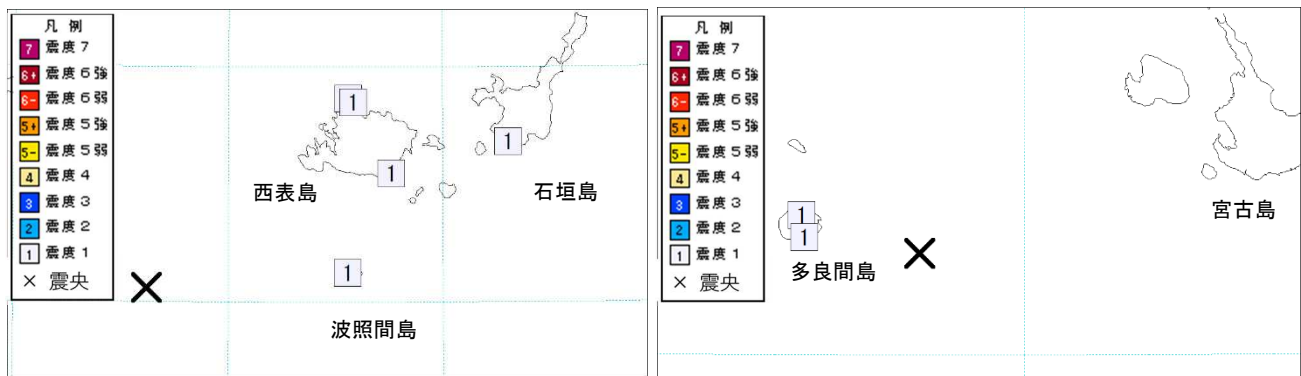 凡例
7 震度7
6+ 震度6強
6- 震度6弱
5+ 震度5強
5- 震度5弱
4 震度4
3 震度3
2 震度2
1 震度1
× 震央
1
1
1
西表島
石垣島
1
波照間島
凡例
7 震度7
6+ 震度6強
6- 震度6弱
5+ 震度5強
5- 震度5弱
4 震度4
3 震度3
2 震度2
1 震度1
× 震央
宮古島
1
1
多良間島